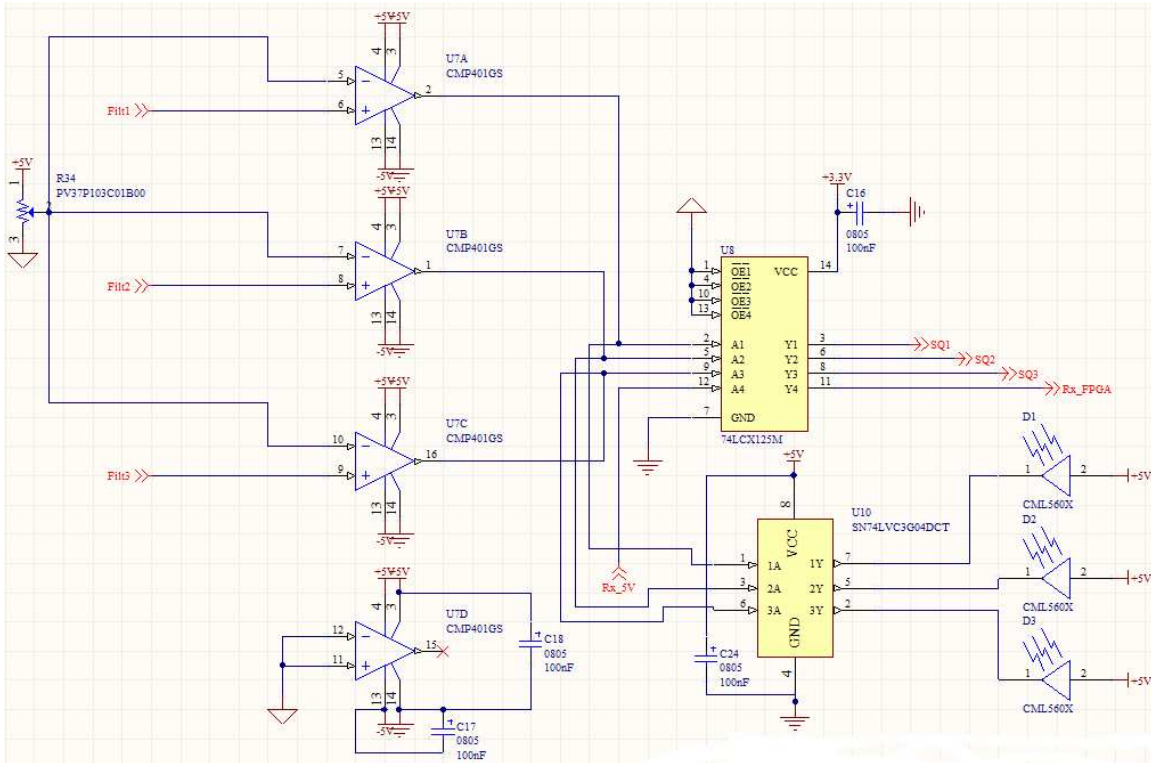 +5V+5V
4
3
U7A
CMP401GS
5
6
2
Filt1
13
14
-5V
+5V
1
R34
PV37P103C01B00
2
3
+5V+5V
4
3
U7B
CMP401GS
7
8
1
Filt2
13
14
-5V
+5V+5V
4
3
U7C
CMP401GS
10
9
16
Filt3
13
14
-5V
+5V+5V
4
3
U7D
CMP401GS
12
11
15
13
14
-5V
C18
0805
100nF
C17
0805
100nF
+3.3V
C16
0805
100nF
U8
1 OE1 VCC 14
4 OE2
10 OE3
13 OE4
2 A1 Y1 3 SQ1
5 A2 Y2 6 SQ2
9 A3 Y3 8 SQ3
12 A4 Y4 11 Rx_FPGA
7 GND
74LCX125M
Rx_5V
+5V
U10
SN74LVC3G04DCT
8
VCC
1 1A 1Y 7
3 2A 2Y 5
6 3A 3Y 2
GND
4
C24
0805
100nF
D1
1 2 +5V
CML560X
D2
1 2 +5V
CML560X
D3
1 2 +5V
CML560X